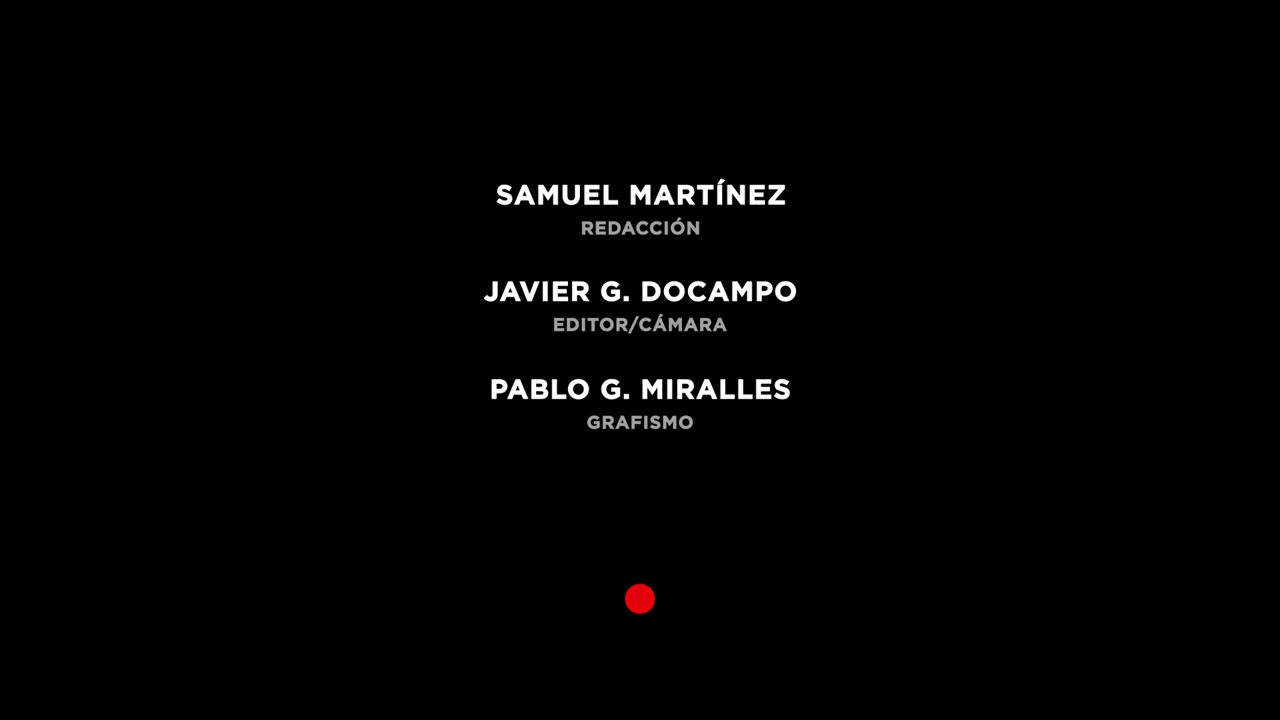 SAMUEL MARTÍNEZ
REDACCIÓN
JAVIER G. DOCAMPO
EDITOR/CÁMARA
PABLO G. MIRALLES
GRAFISMO